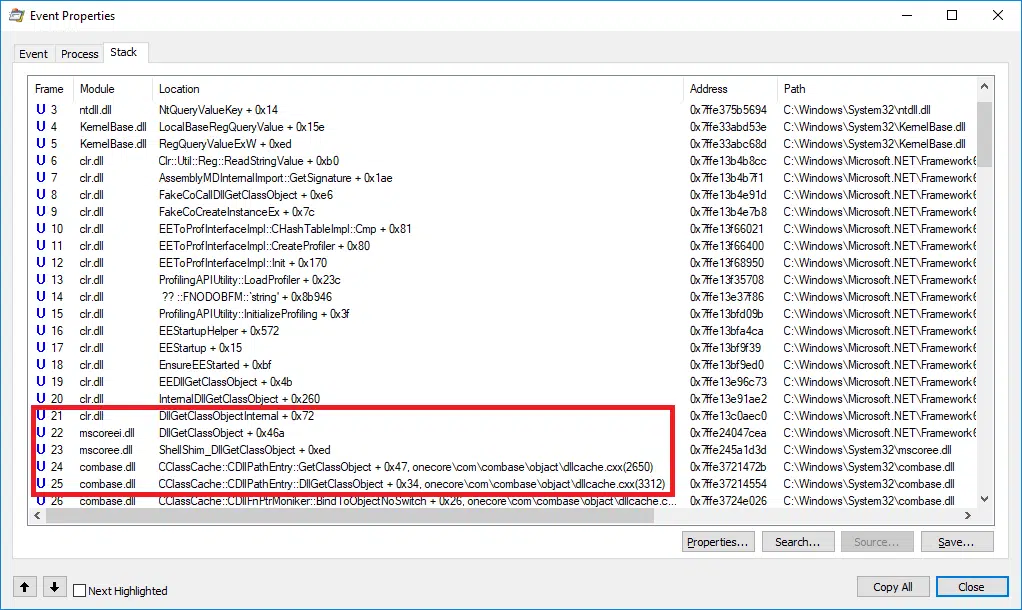 Event Properties
Event Process Stack
Frame Module Location Address Path
U 3 ntdll.dll NtQueryValueKey + 0x14 0x7ffe375b5694 C:\Windows\System32\ntdll.dll
U 4 KernelBase.dll LocalBaseRegQueryValue + 0x15e 0x7ffe33abd53e C:\Windows\System32\KernelBase.dll
U 5 KernelBase.dll RegQueryValueExW + 0xed 0x7ffe33abc68d C:\Windows\System32\KernelBase.dll
U 6 clr.dll Clr::Util::Reg::ReadStringValue + 0xb0 0x7ffe13b4b8cc C:\Windows\Microsoft.NET\Framework6
U 7 clr.dll AssemblyMDInternalImport::GetSignature + 0x1ae 0x7ffe13b4b7f1 C:\Windows\Microsoft.NET\Framework6
U 8 clr.dll FakeCoCallDllGetClassObject + 0xe6 0x7ffe13b4e91d C:\Windows\Microsoft.NET\Framework6
U 9 clr.dll FakeCoCreateInstanceEx + 0x7c 0x7ffe13b4e7b8 C:\Windows\Microsoft.NET\Framework6
U 10 clr.dll EEToProfInterfaceImpl::CHashTableImpl::Cmp + 0x81 0x7ffe13f66021 C:\Windows\Microsoft.NET\Framework6
U 11 clr.dll EEToProfInterfaceImpl::CreateProfiler + 0x80 0x7ffe13f66400 C:\Windows\Microsoft.NET\Framework6
U 12 clr.dll EEToProfInterfaceImpl::Init + 0x170 0x7ffe13f68950 C:\Windows\Microsoft.NET\Framework6
U 13 clr.dll ProfilingAPIUtility::LoadProfiler + 0x23c 0x7ffe13f35708 C:\Windows\Microsoft.NET\Framework6
U 14 clr.dll ?? ::FNODOBFM::`string' + 0x8b946 0x7ffe13e37f86 C:\Windows\Microsoft.NET\Framework6
U 15 clr.dll ProfilingAPIUtility::InitializeProfiling + 0x3f 0x7ffe13bfd09b C:\Windows\Microsoft.NET\Framework6
U 16 clr.dll EEStartupHelper + 0x572 0x7ffe13bfa4ca C:\Windows\Microsoft.NET\Framework6
U 17 clr.dll EEStartup + 0x15 0x7ffe13bf9f39 C:\Windows\Microsoft.NET\Framework6
U 18 clr.dll EnsureEEStarted + 0xbf 0x7ffe13bf9ed0 C:\Windows\Microsoft.NET\Framework6
U 19 clr.dll EEDllGetClassObject + 0x4b 0x7ffe13e96c73 C:\Windows\Microsoft.NET\Framework6
U 20 clr.dll InternalDllGetClassObject + 0x260 0x7ffe13e91ae2 C:\Windows\Microsoft.NET\Framework6
U 21 clr.dll DllGetClassObjectInternal + 0x72 0x7ffe13c0aec0 C:\Windows\Microsoft.NET\Framework6
U 22 mscoreei.dll DllGetClassObject + 0x46a 0x7ffe24047cea C:\Windows\Microsoft.NET\Framework6
U 23 mscoree.dll ShellShim_DllGetClassObject + 0xed 0x7ffe245a1d3d C:\Windows\System32\mscoree.dll
U 24 combase.dll CClassCache::CDllPathEntry::GetClassObject + 0x47, onecore\com\combase\objact\dllcache.cxx(2650) 0x7ffe3721472b C:\Windows\System32\combase.dll
U 25 combase.dll CClassCache::CDllPathEntry::DllGetClassObject + 0x34, onecore\com\combase\objact\dllcache.cxx(3312) 0x7ffe37214554 C:\Windows\System32\combase.dll
U 26 combase.dll CClassCache::CDllFnPtrMoniker::BindToObjectNoSwitch + 0x26, onecore\com\combase\objact\dllcache.c... 0x7ffe3724e026 C:\Windows\System32\combase.dll
Properties... Search... Source... Save...
Next Highlighted Copy All Close